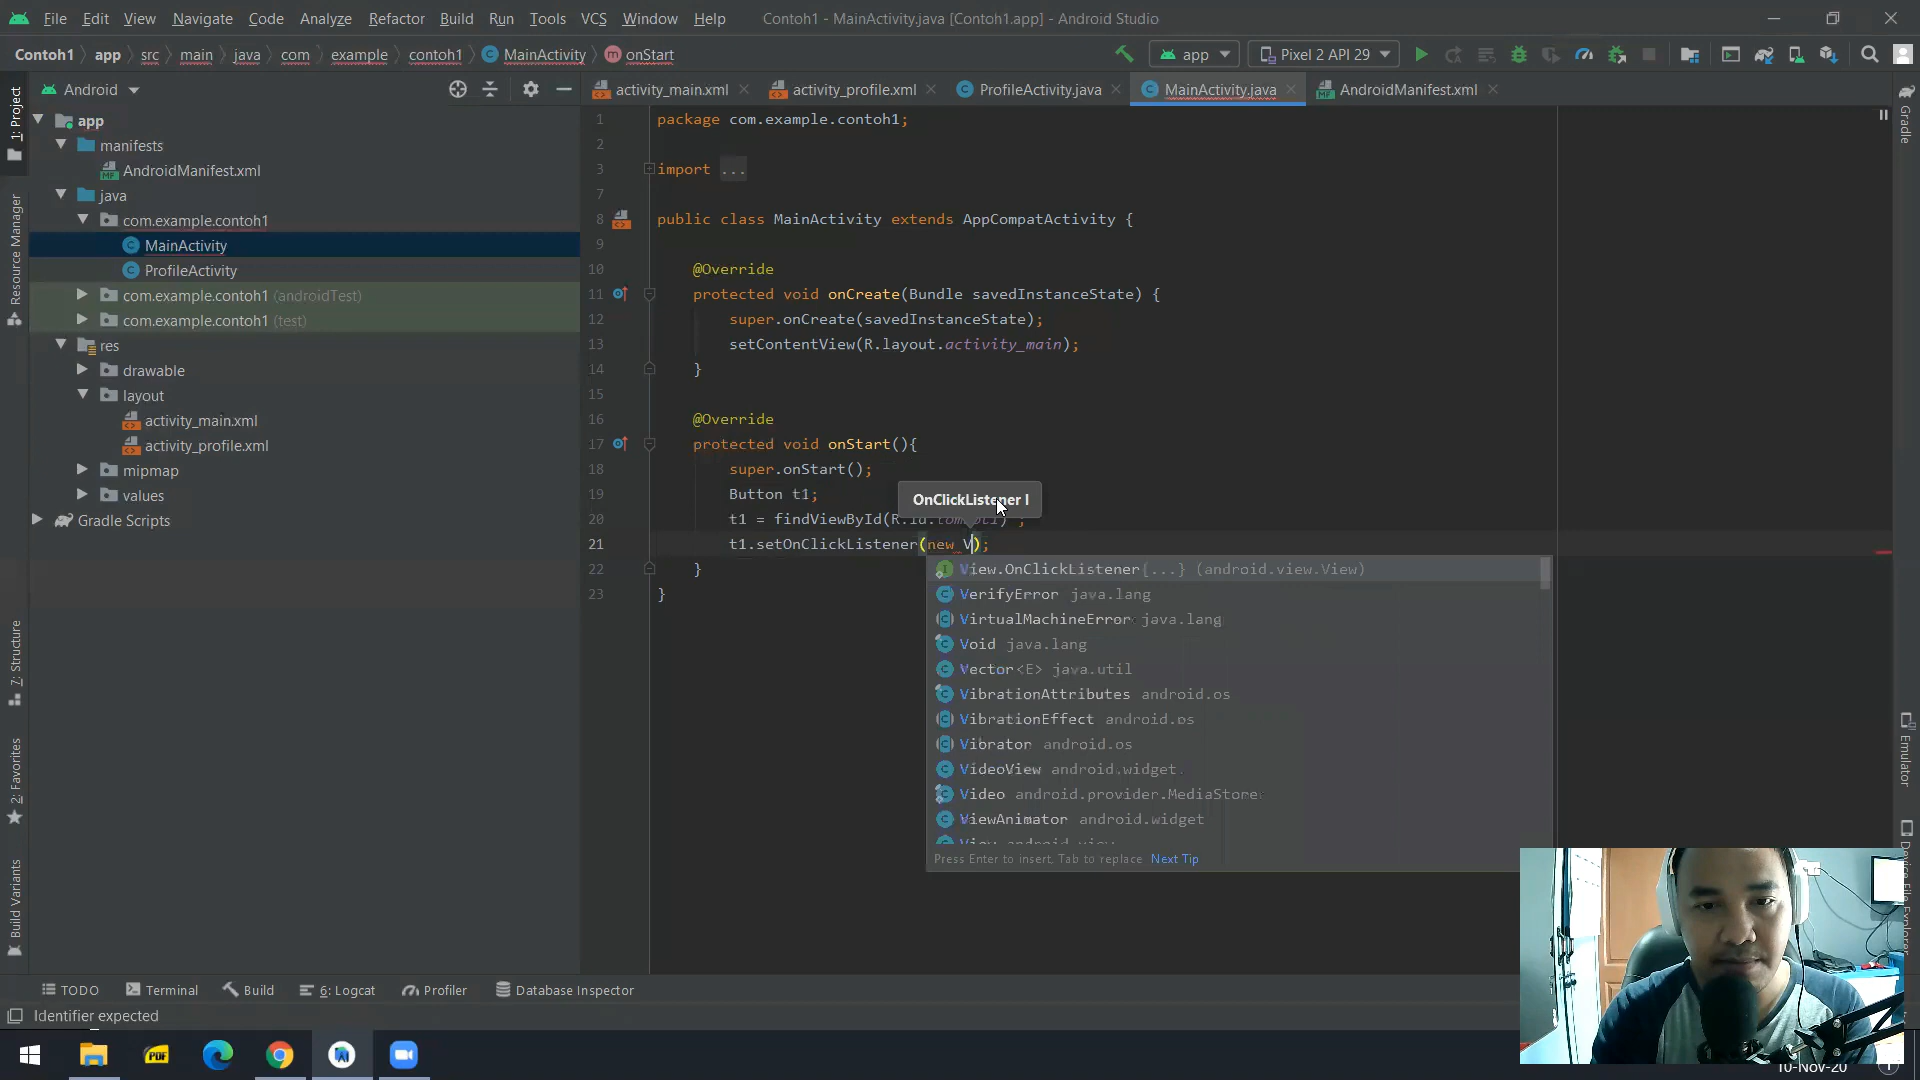 File Edit View Navigate Code Analyze Refactor Build Run Tools VCS Window Help Contoh1 - MainActivity.java [Contoh1.app] - Android Studio
Contoh1 app src main java com example contoh1 MainActivity onStart app Pixel 2 API 29
Android
activity_main.xml activity_profile.xml ProfileActivity.java MainActivity.java AndroidManifest.xml
1: Project
Resource Manager
7: Structure
2: Favorites
Build Variants
app
manifests
AndroidManifest.xml
java
com.example.contoh1
MainActivity
ProfileActivity
com.example.contoh1 (androidTest)
com.example.contoh1 (test)
res
drawable
layout
activity_main.xml
activity_profile.xml
mipmap
values
Gradle Scripts
1 package com.example.contoh1;
2
3 import ...
7
8 public class MainActivity extends AppCompatActivity {
9
10 @Override
11 protected void onCreate(Bundle savedInstanceState) {
12 super.onCreate(savedInstanceState);
13 setContentView(R.layout.activity_main);
14 }
15
16 @Override
17 protected void onStart(){
18 super.onStart();
19 Button t1;
OnClickListener l
20 t1 = findViewById(R.id. ;
21 t1.setOnClickListener(new V);
22 }
23 }
View.OnClickListener{...} (android.view.View)
VerifyError java.lang
VirtualMachineError java.lang
Void java.lang
Vector<E> java.util
VibrationAttributes android.os
VibrationEffect android.os
Vibrator android.os
VideoView android.widget
Video android.provider.MediaStore
ViewAnimator android.widget
View android.view
Press Enter to insert, Tab to replace Next Tip
Gradle
Emulator
Device File Explorer
TODO Terminal Build 6: Logcat Profiler Database Inspector
Identifier expected
PDF
10-Nov-20